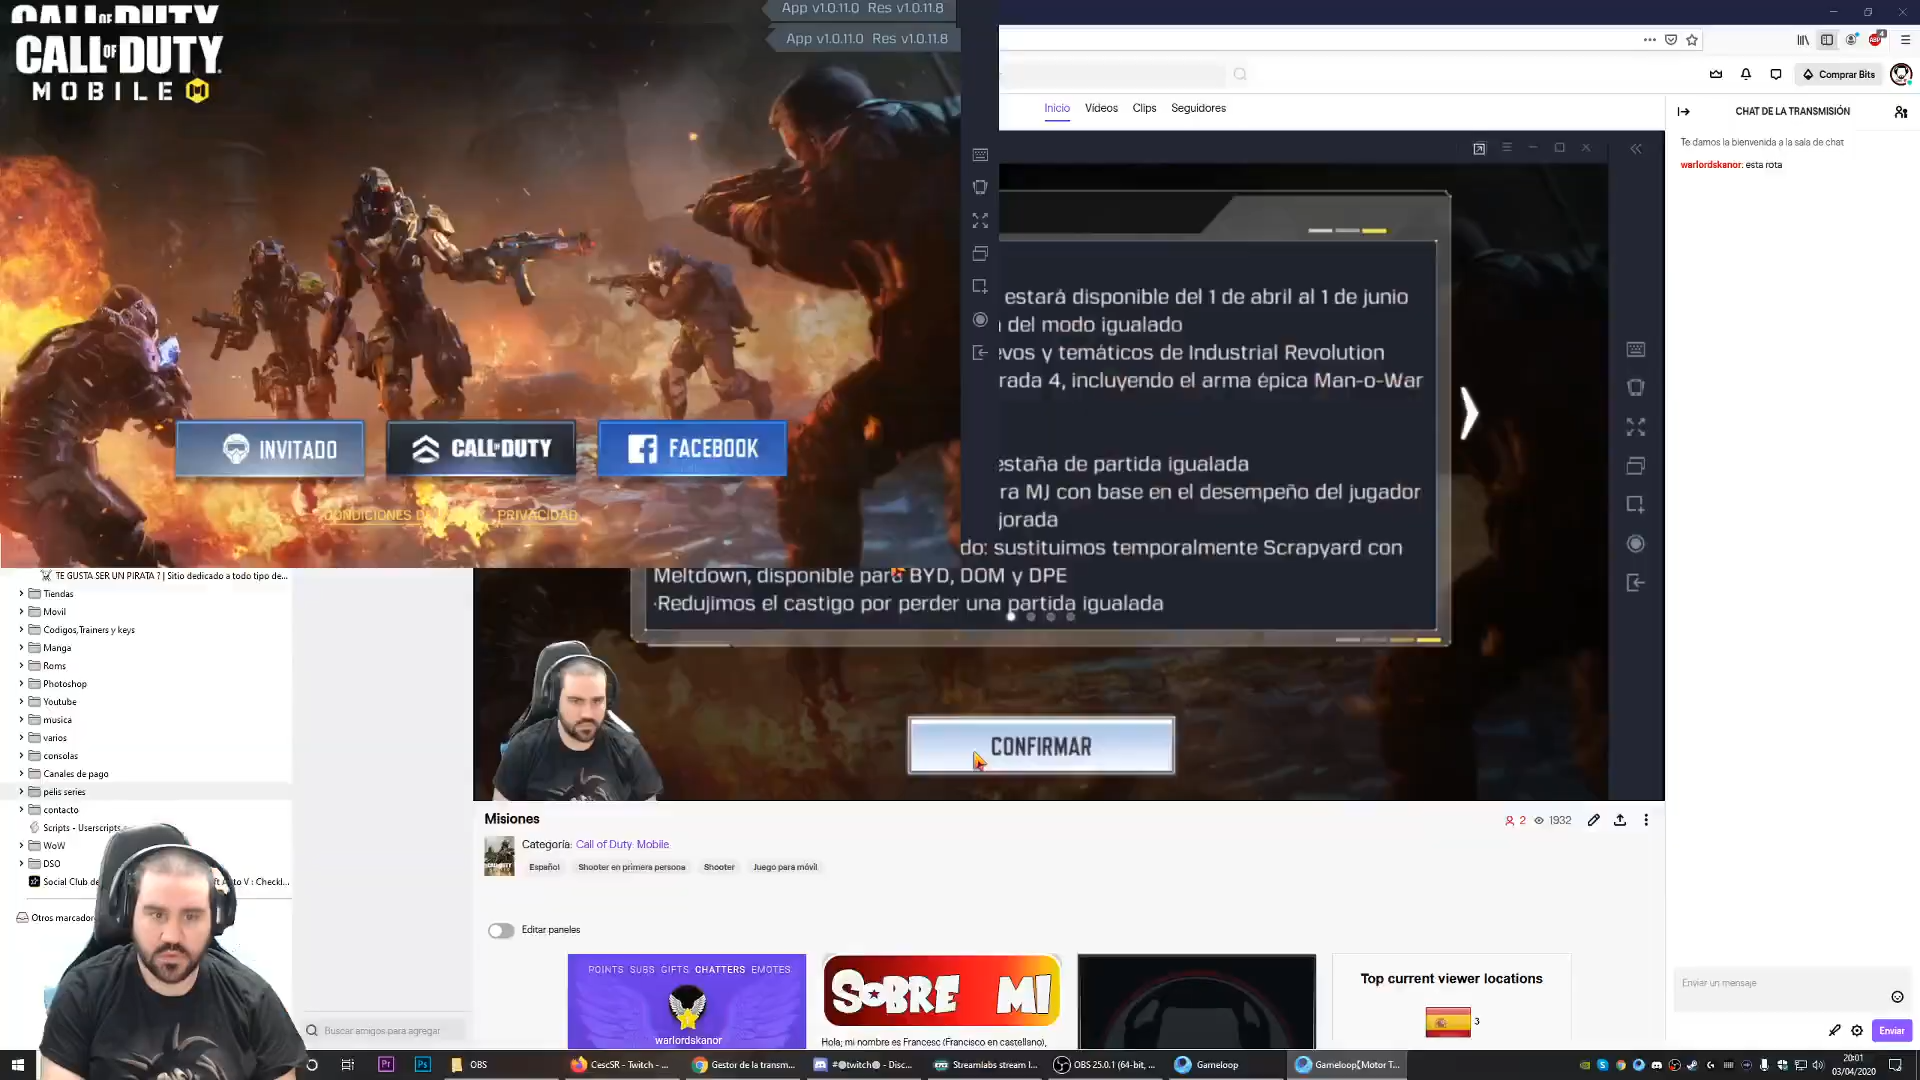 CALL OF DUTY
App v1.0.11.0 Res v1.0.11.8
CALL OF DUTY
MOBILE
App v1.0.11.0 Res v1.0.11.8
Comprar Bits
Inicio Vídeos Clips Seguidores
CHAT DE LA TRANSMISIÓN
Te damos la bienvenida a la sala de chat
warlordskanor: esta rota
estará disponible del 1 de abril al 1 de junio
del modo igualado
evos y temáticos de Industrial Revolution
rada 4, incluyendo el arma épica Man-o-War
INVITADO
CALL OF DUTY
FACEBOOK
estaña de partida igualada
ra MJ con base en el desempeño del jugador
jorada
PRIVACIDAD
do: sustituimos temporalmente Scrapyard con
Meltdown, disponible para BYD, DOM y DPE
·Redujimos el castigo por perder una partida igualada
CONFIRMAR
TE GUSTA SER UN PIRATA ? | Sitio dedicado a todo tipo de...
Tiendas
Movil
Codigos,Trainers y keys
Manga
Roms
Photoshop
Youtube
musica
varios
consolas
Canales de pago
pelis series
contacto
Scripts - Userscripts
WoW
DSO
Social Club de
ft Auto V : Checkl...
Otros marcador
Buscar amigos para agregar
Misiones
2 1932
Categoría: Call of Duty: Mobile
Español Shooter en primera persona Shooter Juego para móvil
Editar paneles
POINTS SUBS GIFTS CHATTERS EMOTES
warlordskanor
SOBRE MI
Hola; mi nombre es Francesc (Francisco en castellano),
Top current viewer locations
3
Enviar un mensaje
Enviar
OBS
CescSR - Twitch - ...
Gestor de la transm...
#🔴twitch🔴 - Disc...
Streamlabs stream l...
OBS 25.0.1 (64-bit, ...
Gameloop
Gameloop【Motor T...
20:01
03/04/2020